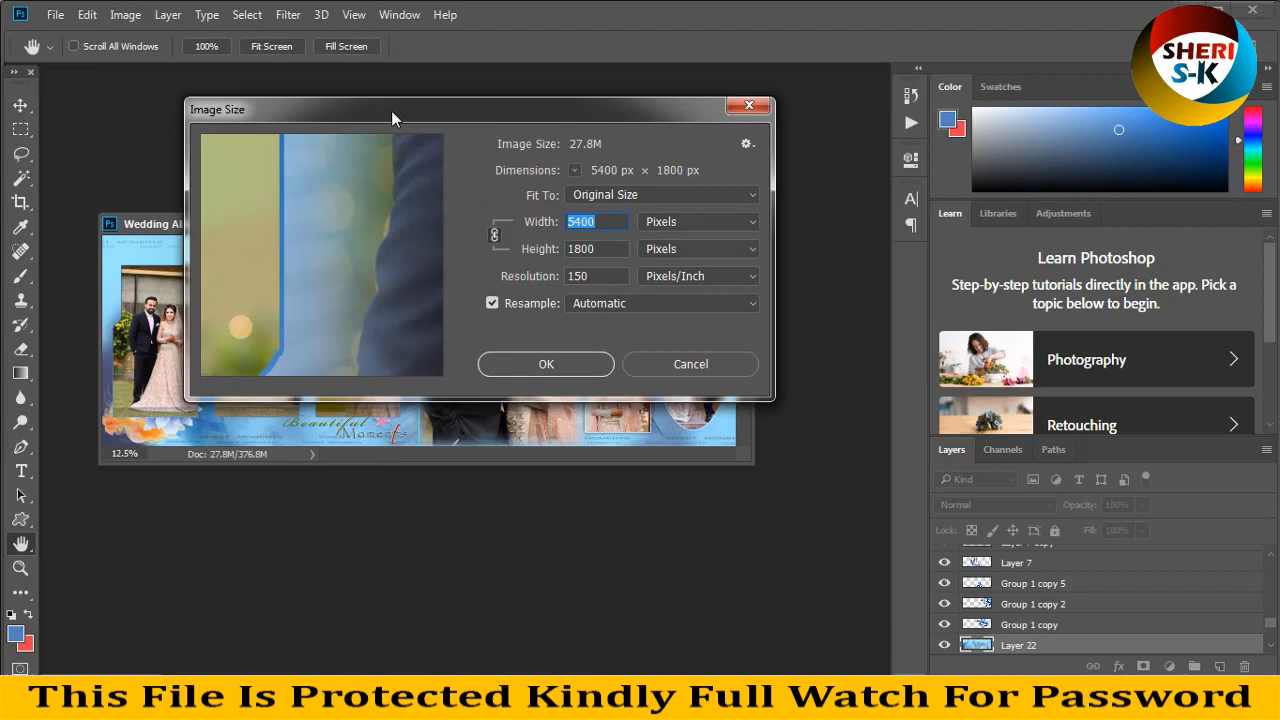 Ps File Edit Image Layer Type Select Filter 3D View Window Help
Scroll All Windows 100% Fit Screen Fill Screen
SHERI
S-K
Image Size
Image Size: 27.8M
Dimensions: 5400 px × 1800 px
Fit To: Original Size
Width: 5400 Pixels
Height: 1800 Pixels
Resolution: 150 Pixels/Inch
Resample: Automatic
OK Cancel
Ps Wedding Al
Beautiful
Moments
12.5% Doc: 27.8M/376.8M
Color Swatches
Learn Libraries Adjustments
Learn Photoshop
Step-by-step tutorials directly in the app. Pick a
topic below to begin.
Photography
Retouching
Layers Channels Paths
Kind
Normal Opacity: 100%
Lock: Fill: 100%
Layer 7
Group 1 copy 5
Group 1 copy 2
Group 1 copy
Layer 22
This File Is Protected Kindly Full Watch For Password